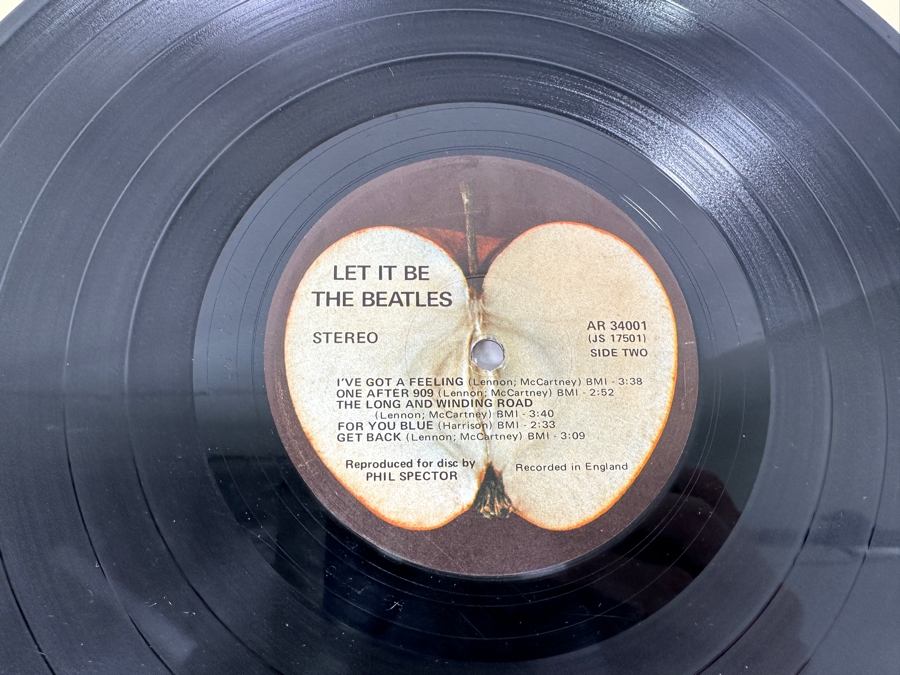 LET IT BE
THE BEATLES
STEREO
AR 34001
(JS 17501)
SIDE TWO
I'VE GOT A FEELING (Lennon; McCartney) BMI - 3:38
ONE AFTER 909 (Lennon; McCartney) BMI - 2:52
THE LONG AND WINDING ROAD
(Lennon; McCartney) BMI - 3:40
FOR YOU BLUE (Harrison) BMI - 2:33
GET BACK (Lennon; McCartney) BMI - 3:09
Reproduced for disc by
PHIL SPECTOR
Recorded in England